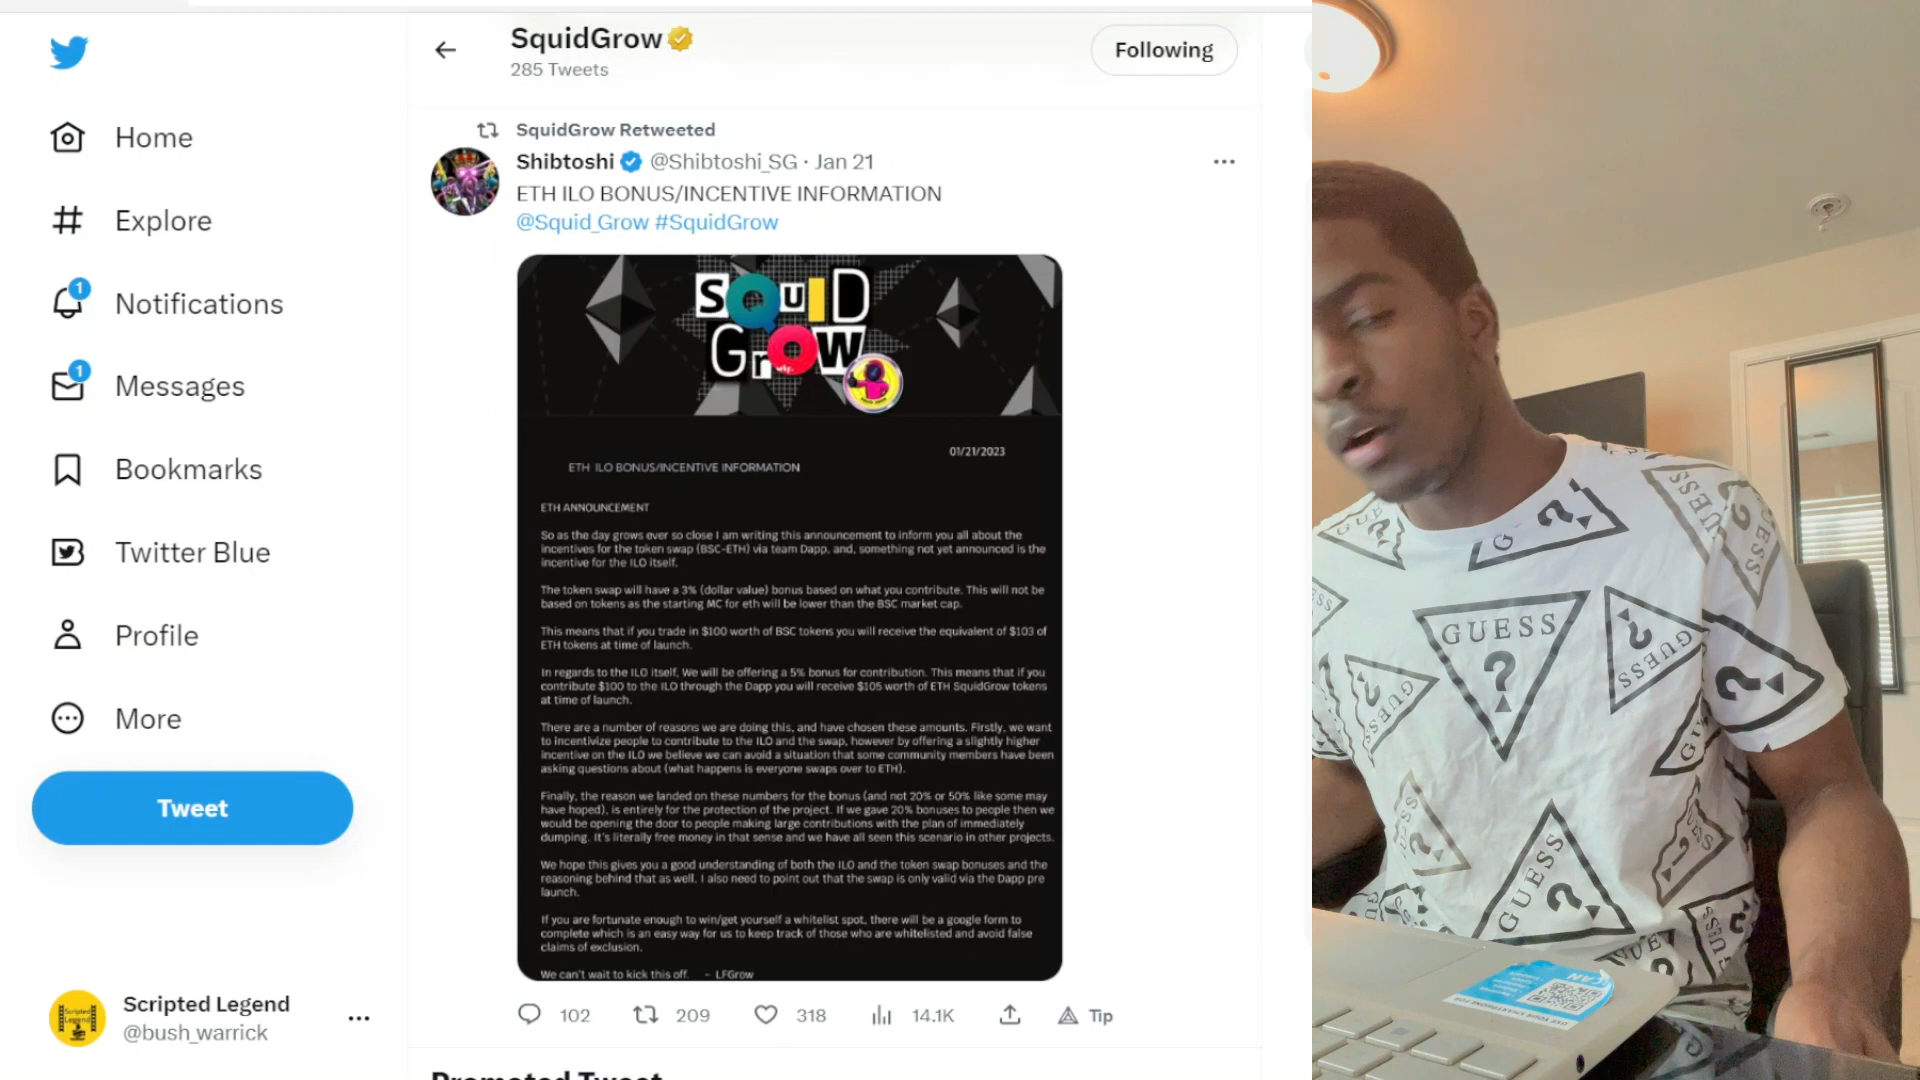 SquidGrow
285 Tweets
Following
Home
Explore
1
Notifications
1
Messages
Bookmarks
Twitter Blue
Profile
More
Tweet
Scripted Legend
@bush_warrick
SquidGrow Retweeted
Shibtoshi @Shibtoshi_SG · Jan 21
ETH ILO BONUS/INCENTIVE INFORMATION
@Squid_Grow #SquidGrow
SQUID
GROW
01/21/2023
ETH ILO BONUS/INCENTIVE INFORMATION
ETH ANNOUNCEMENT
So as the day grows ever so close I am writing this announcement to inform you all about the
incentives for the token swap (BSC-ETH) via team Dapp, and, something not yet announced is the
incentive for the ILO itself.
The token swap will have a 3% (dollar value) bonus based on what you contribute. This will not be
based on tokens as the starting MC for eth will be lower than the BSC market cap.
This means that if you trade in $100 worth of BSC tokens you will receive the equivalent of $103 of
ETH tokens at time of launch.
In regards to the ILO itself, We will be offering a 5% bonus for contribution. This means that if you
contribute $100 to the ILO through the Dapp you will receive $105 worth of ETH SquidGrow tokens
at time of launch.
There are a number of reasons we are doing this, and have chosen these amounts. Firstly, we want
to incentivize people to contribute to the ILO and the swap, however by offering a slightly higher
incentive on the ILO we believe we can avoid a situation that some community members have been
asking questions about (what happens is everyone swaps over to ETH).
Finally, the reason we landed on these numbers for the bonus (and not 20% or 50% like some may
have hoped), is entirely for the protection of the project. If we gave 20% bonuses to people then we
would be opening the door to people making large contributions with the plan of immediately
dumping. It's literally free money in that sense and we have all seen this scenario in other projects.
We hope this gives you a good understanding of both the ILO and the token swap bonuses and the
reasoning behind that as well. I also need to point out that the swap is only valid via the Dapp pre
launch.
If you are fortunate enough to win/get yourself a whitelist spot, there will be a google form to
complete which is an easy way for us to keep track of those who are whitelisted and avoid false
claims of exclusion.
We can't wait to kick this off. - LFGrow
102
209
318
14.1K
Tip
Promoted Tweet
GUESS
GUESS
GUESS
GUESS
GUESS